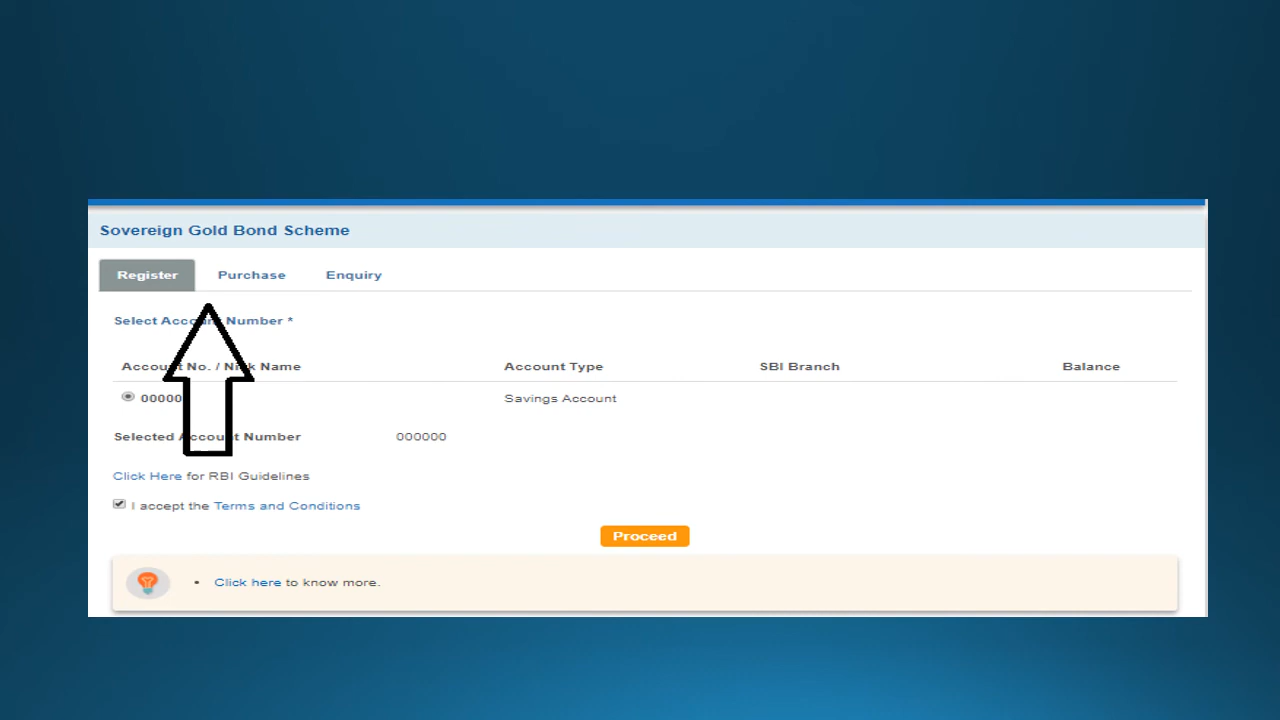 Sovereign Gold Bond Scheme
Register Purchase Enquiry
Select Account Number *
Account No. / Nick Name Account Type SBI Branch Balance
00000 Savings Account
Selected Account Number 000000
Click Here for RBI Guidelines
I accept the Terms and Conditions
Proceed
• Click here to know more.